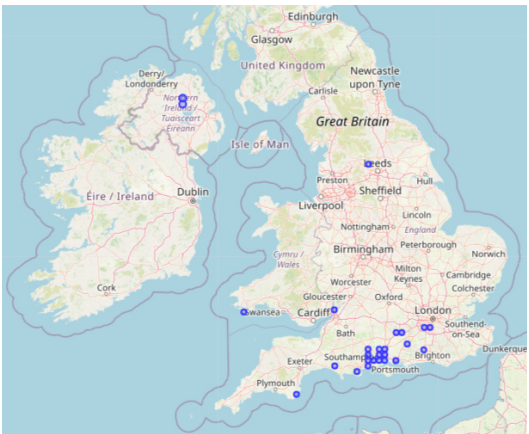 Edinburgh
Glasgow
United Kingdom
Derry/
Londonderry
Newcastle
upon Tyne
Northern
Ireland /
Tuaisceart
Éireann
Carlisle
Great Britain
Isle of Man
Leeds
Preston
Hull
Éire / Ireland
Dublin
Sheffield
Liverpool
Lincoln
Nottingham
England
Cymru /
Wales
Birmingham
Peterborough
Norwich
Cork
Worcester
Milton
Keynes
Cambridge
Gloucester
Oxford
Colchester
Swansea
Cardiff
London
Southend-
on-Sea
Bath
Exeter
Southamp
Brighton
Dunkerque
Portsmouth
Plymouth